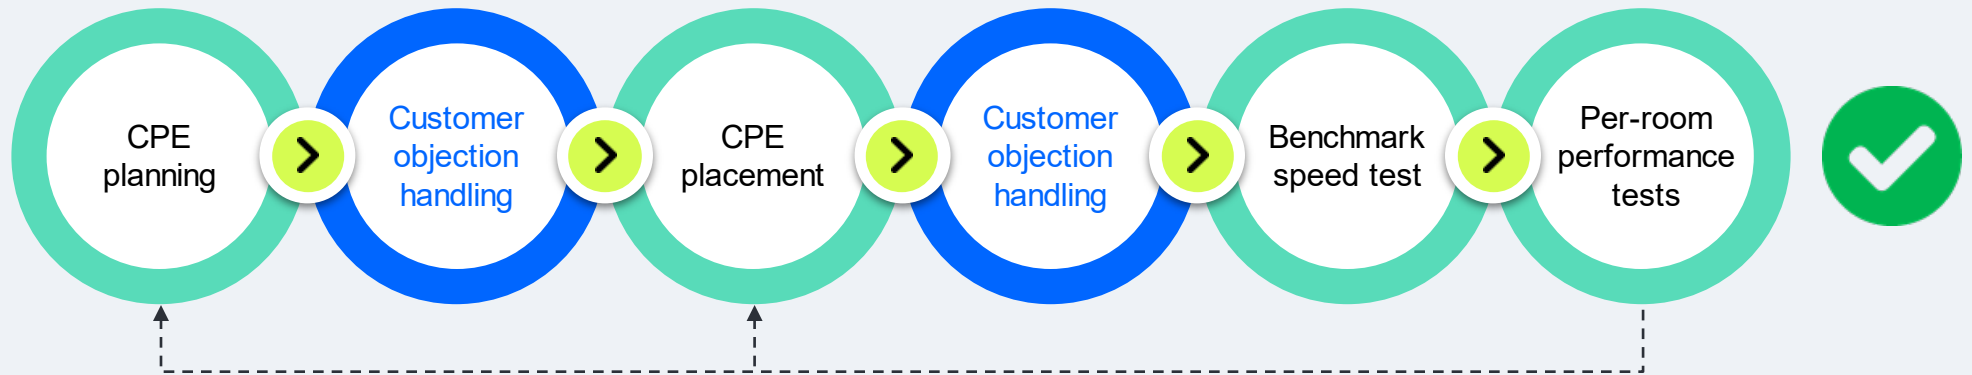 CPE
planning
Customer
objection
handling
CPE
placement
Customer
objection
handling
Benchmark
speed test
Per-room
performance
tests